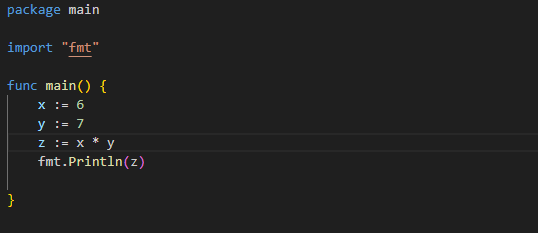 package main
import "fmt"
func main() {
x := 6
y := 7
z := x * y
fmt.Println(z)
}